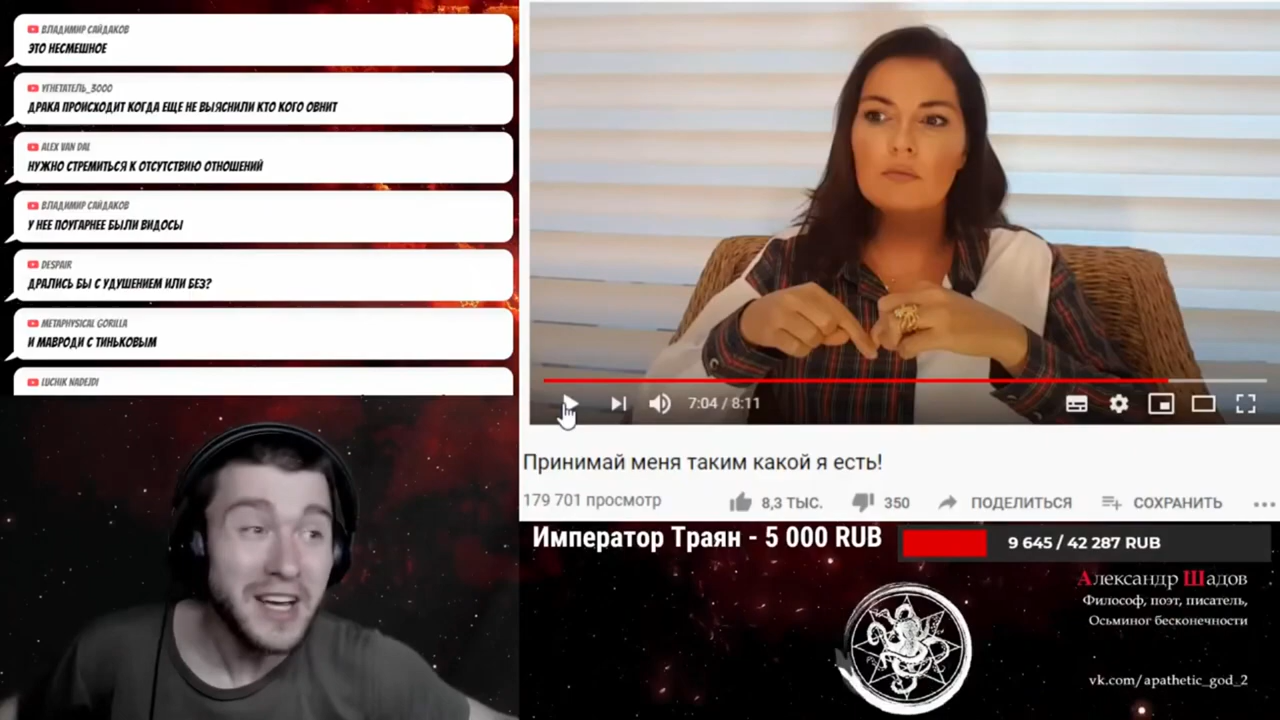 ВЛАДИМИР САЙДАКОВ
ЭТО НЕСМЕШНОЕ
УГНЕТАТЕЛЬ_3000
ДРАКА ПРОИСХОДИТ КОГДА ЕЩЕ НЕ ВЫЯСНИЛИ КТО КОГО ОВНИТ
ALEX VAN DAL
НУЖНО СТРЕМИТЬСЯ К ОТСУТСТВИЮ ОТНОШЕНИЙ
ВЛАДИМИР САЙДАКОВ
У НЕЕ ПОУГАРНЕЕ БЫЛИ ВИДОСЫ
DESPAIR
ДРАЛИСЬ БЫ С УДУШЕНИЕМ ИЛИ БЕЗ?
METAPHYSICAL GORILLA
И МАВРОДИ С ТИНЬКОВЫМ
LUCHIK NADEJDI
7:04 / 8:11
Принимай меня таким какой я есть!
179 701 просмотр
8,3 ТЫС.
350
ПОДЕЛИТЬСЯ
СОХРАНИТЬ
Император Траян - 5 000 RUB
9 645 / 42 287 RUB
Александр Шадов
Философ, поэт, писатель,
Осьминог бесконечности
vk.com/apathetic_god_2